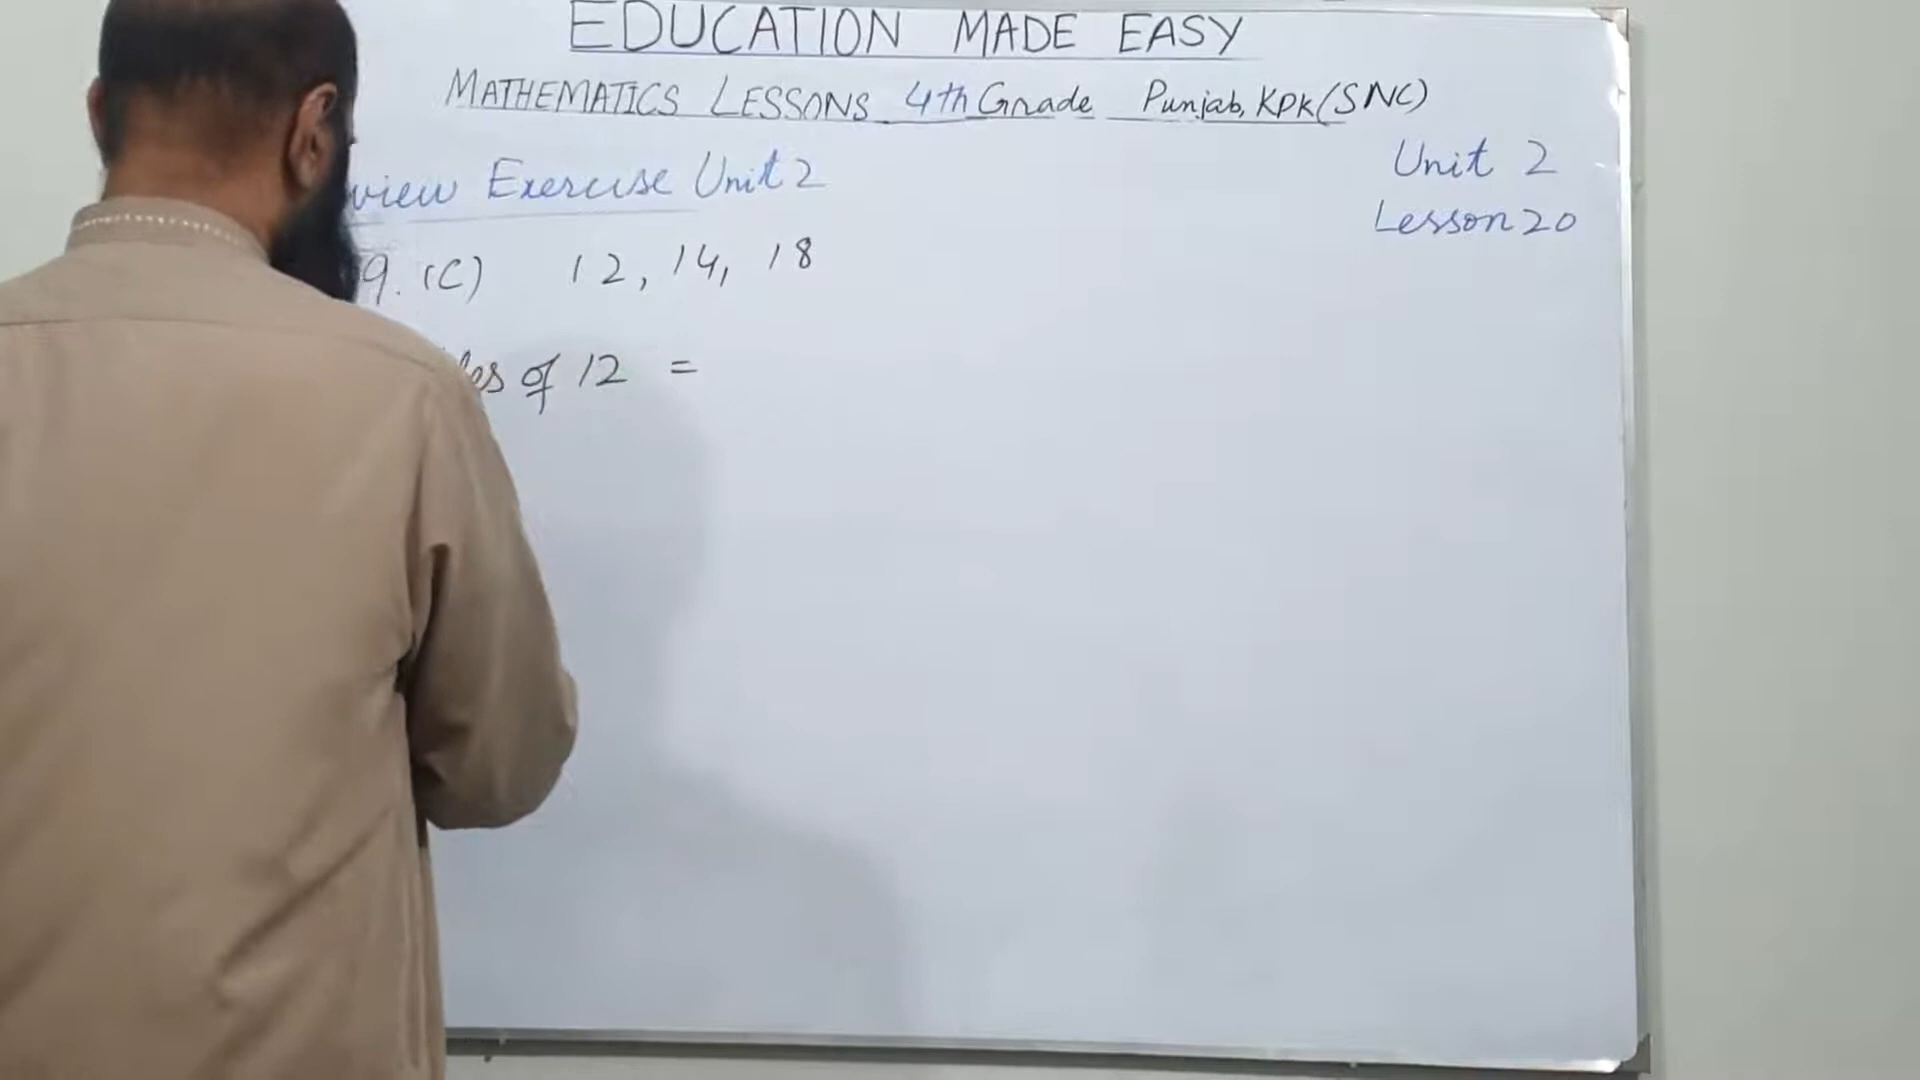 EDUCATION MADE EASY
MATHEMATICS LESSONS 4th Grade Punjab, KPK (SNC)
Unit 2
Exercise Unit 2
Lesson 20
9. (C) 12, 14, 18
of 12 =